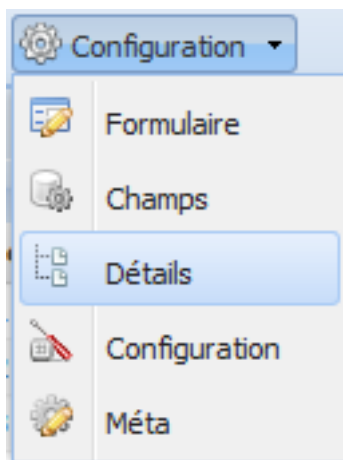 Configuration
Formulaire
Champs
Détails
Configuration
Méta